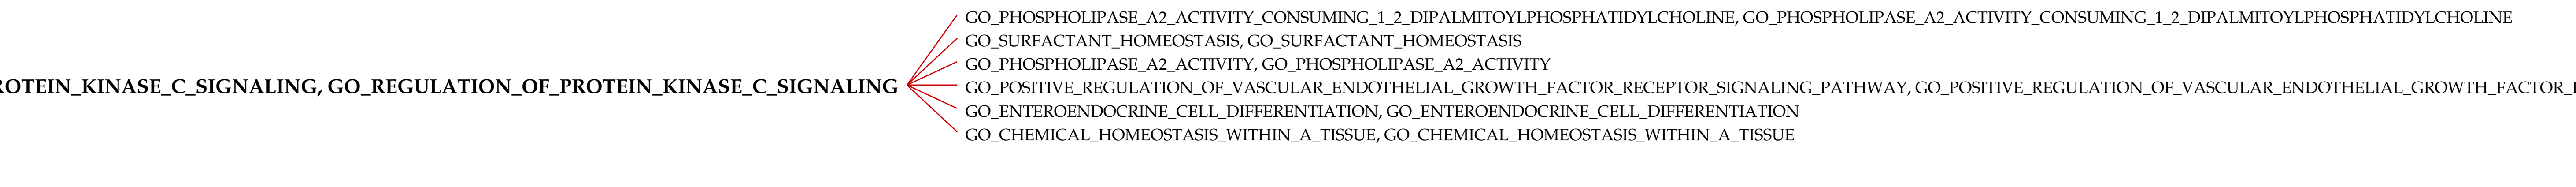 GO_PHOSPHOLIPASE_A2_ACTIVITY_CONSUMING_1_2_DIPALMITOYLPHOSPHATIDYLCHOLINE, GO_PHOSPHOLIPASE_A2_ACTIVITY_CONSUMING_1_2_DIPALMITOYLPHOSPHATIDYLCHOLINE
GO_SURFACTANT_HOMEOSTASIS, GO_SURFACTANT_HOMEOSTASIS
GO_PHOSPHOLIPASE_A2_ACTIVITY, GO_PHOSPHOLIPASE_A2_ACTIVITY
ROTEIN_KINASE_C_SIGNALING, GO_REGULATION_OF_PROTEIN_KINASE_C_SIGNALING
GO_POSITIVE_REGULATION_OF_VASCULAR_ENDOTHELIAL_GROWTH_FACTOR_RECEPTOR_SIGNALING_PATHWAY, GO_POSITIVE_REGULATION_OF_VASCULAR_ENDOTHELIAL_GROWTH_FACTOR_
GO_ENTEROENDOCRINE_CELL_DIFFERENTIATION, GO_ENTEROENDOCRINE_CELL_DIFFERENTIATION
GO_CHEMICAL_HOMEOSTASIS_WITHIN_A_TISSUE, GO_CHEMICAL_HOMEOSTASIS_WITHIN_A_TISSUE